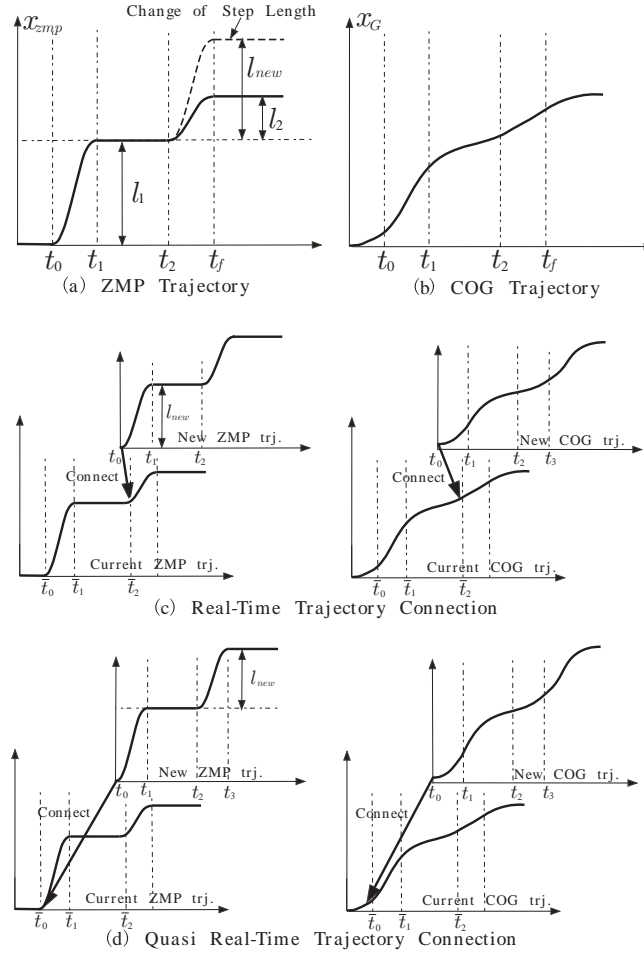 Change of Step Length
x_zmp
l_new
l_2
l_1
t_0 t_1 t_2 t_f
(a) ZMP Trajectory
x_G
t_0 t_1 t_2 t_f
(b) COG Trajectory
l_new
t_0 t_1 New ZMP trj. t_2
Connect
Current ZMP trj.
t̄_0 t̄_1 t̄_2
New COG trj.
t_0 t_1 t_2 t_3
Connect
Current COG trj.
t̄_0 t̄_1 t̄_2
(c) Real-Time Trajectory Connection
l_new
New ZMP trj.
t_0 t_1 t_2 t_3
Connect
Current ZMP trj.
t̄_0 t̄_1 t̄_2
New COG trj.
t_0 t_1 t_2 t_3
Connect
Current COG trj.
t̄_0 t̄_1 t̄_2
(d) Quasi Real-Time Trajectory Connection